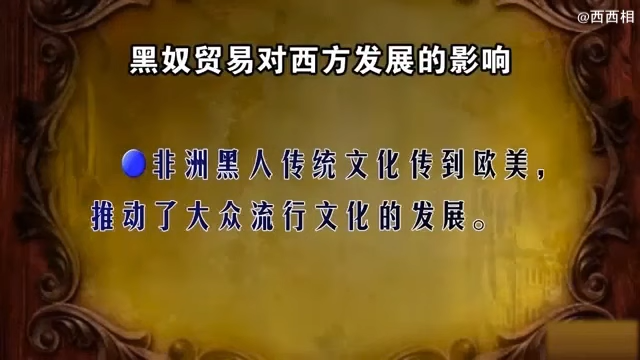 @西西相
黑奴贸易对西方发展的影响
非洲黑人传统文化传到欧美，
推动了大众流行文化的发展。